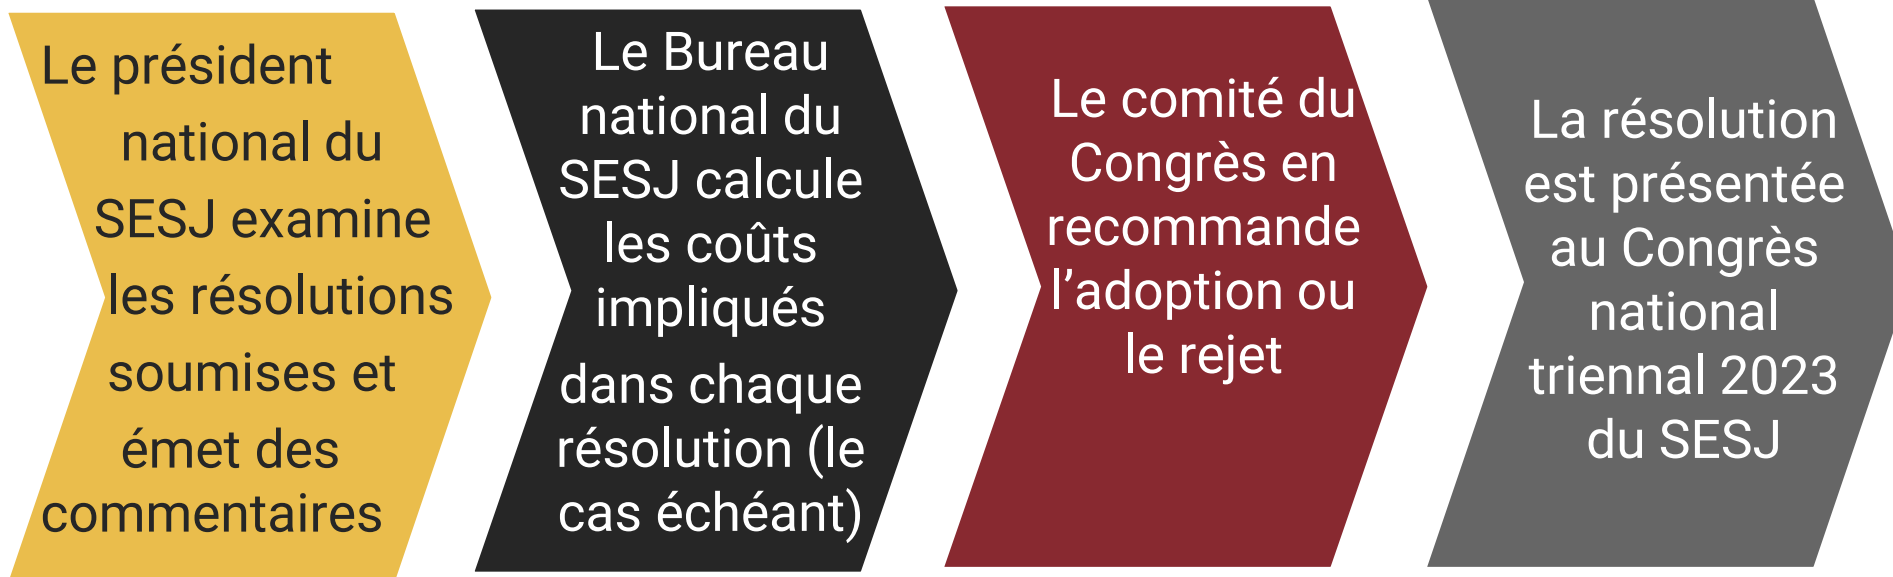 Le président
national du
SESJ examine
les résolutions
soumises et
émet des
commentaires
Le Bureau
national du
SESJ calcule
les coûts
impliqués
dans chaque
résolution (le
cas échéant)
Le comité du
Congrès en
recommande
l’adoption ou
le rejet
La résolution
est présentée
au Congrès
national
triennal 2023
du SESJ